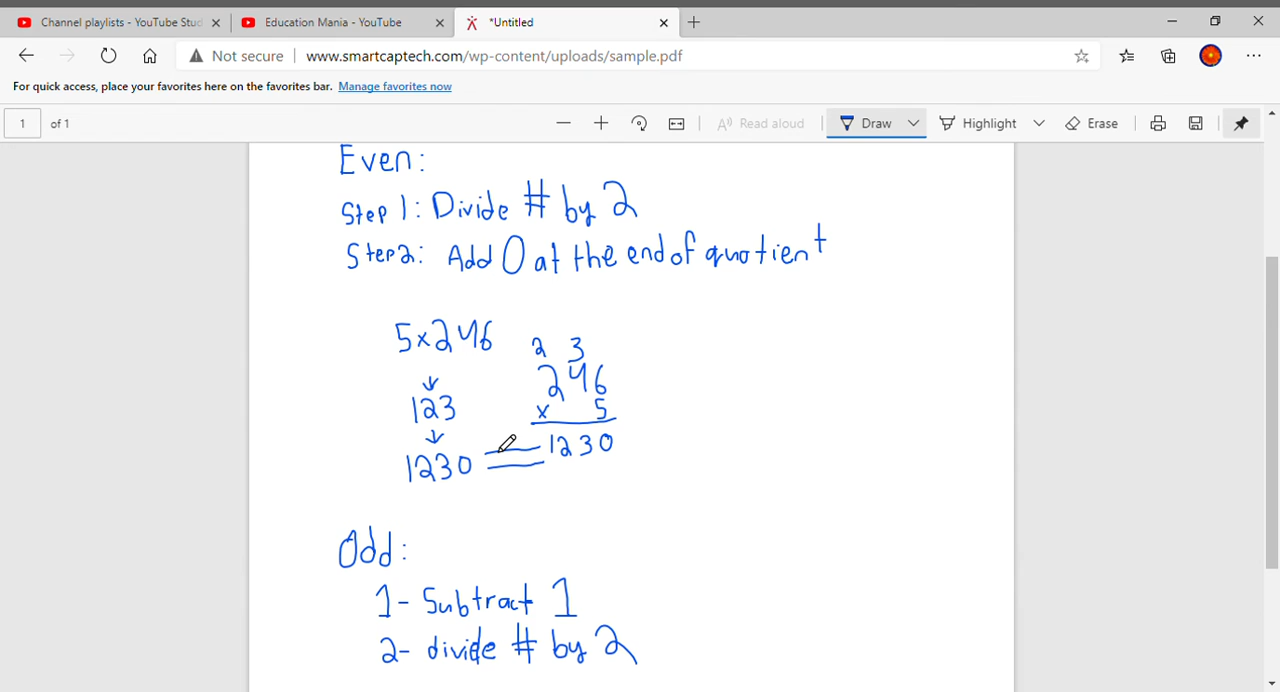 Channel playlists - YouTube Stud
Education Mania - YouTube
*Untitled
Not secure
www.smartcaptech.com/wp-content/uploads/sample.pdf
For quick access, place your favorites here on the favorites bar. Manage favorites now
1 of 1
Read aloud
Draw
Highlight
Erase
Even:
Step 1: Divide # by 2
Step2: Add 0 at the end of quotient
5x246
2 3
246
123
x 5
1230
1230
Odd:
1- Subtract 1
2- divide # by 2